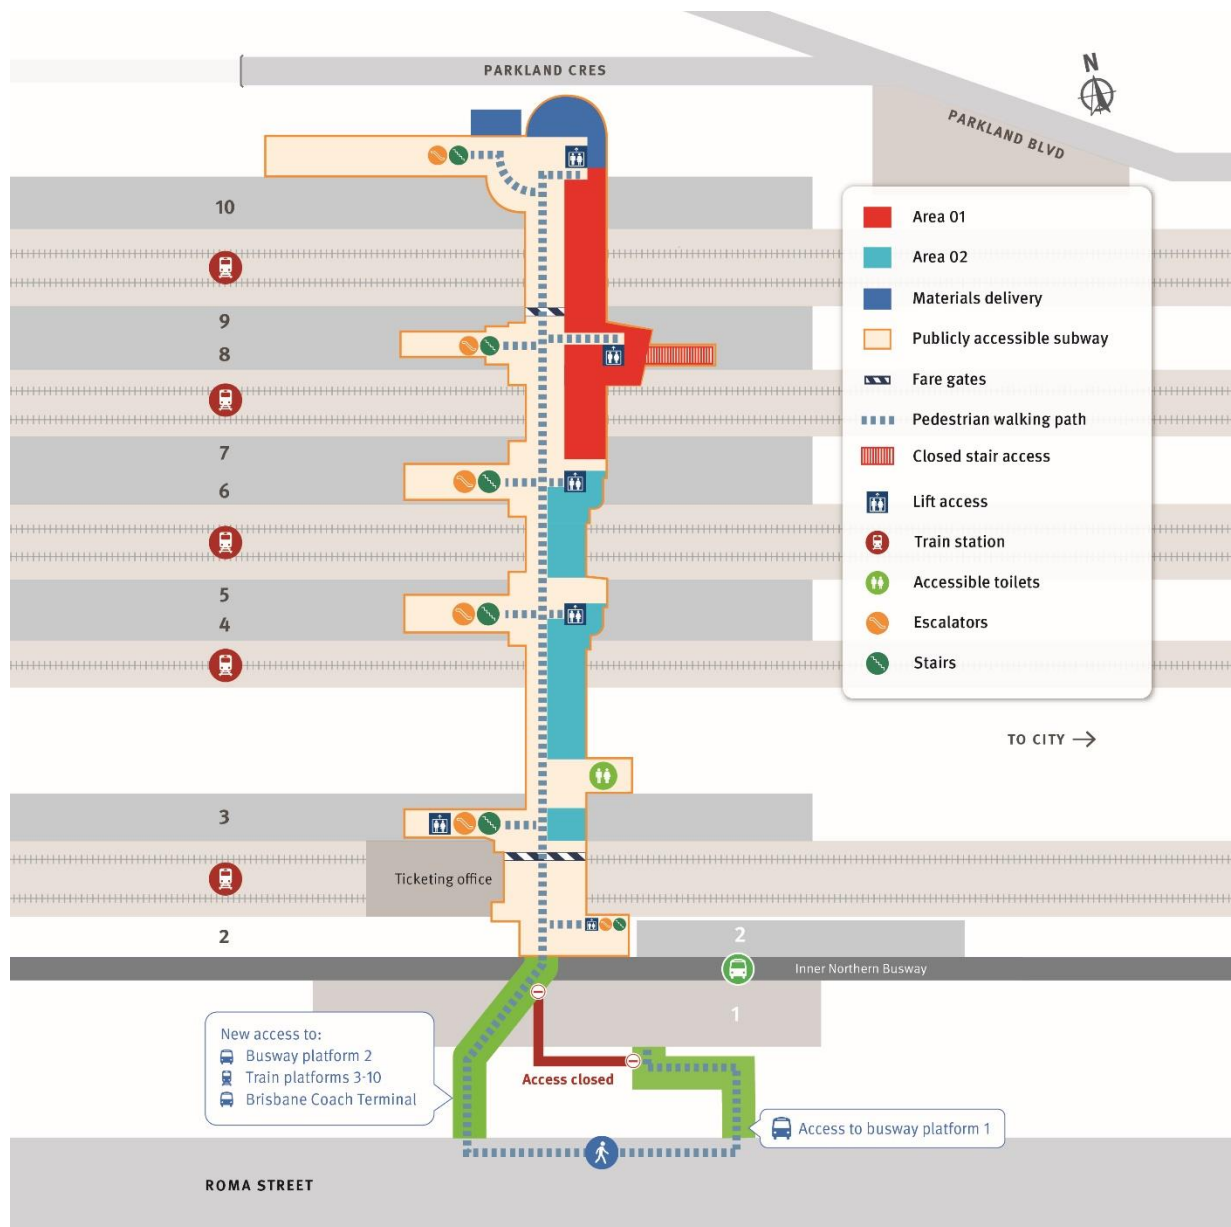 PARKLAND CRES
N
PARKLAND BLVD
10
9
8
7
6
5
4
3
2
Area 01
Area 02
Materials delivery
Publicly accessible subway
Fare gates
Pedestrian walking path
Closed stair access
Lift access
Train station
Accessible toilets
Escalators
Stairs
TO CITY
Ticketing office
2
Inner Northern Busway
1
New access to:
Busway platform 2
Train platforms 3-10
Brisbane Coach Terminal
Access closed
Access to busway platform 1
ROMA STREET